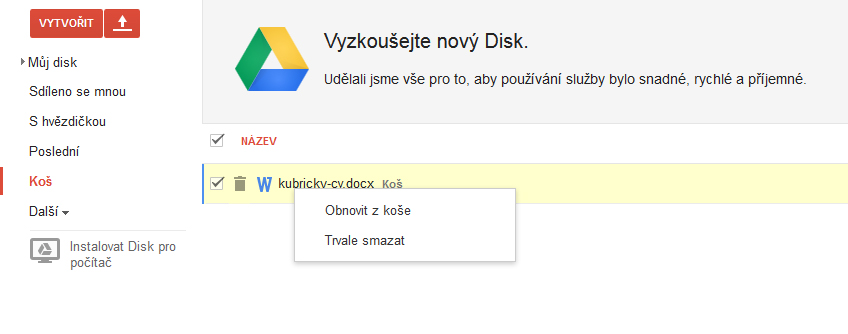 VYTVOŘIT
Můj disk
Sdíleno se mnou
S hvězdičkou
Poslední
Koš
Další
Instalovat Disk pro
počítač
Vyzkoušejte nový Disk.
Udělali jsme vše pro to, aby používání služby bylo snadné, rychlé a příjemné.
NÁZEV
W kubricky-cv.docx Koš
Obnovit z koše
Trvale smazat